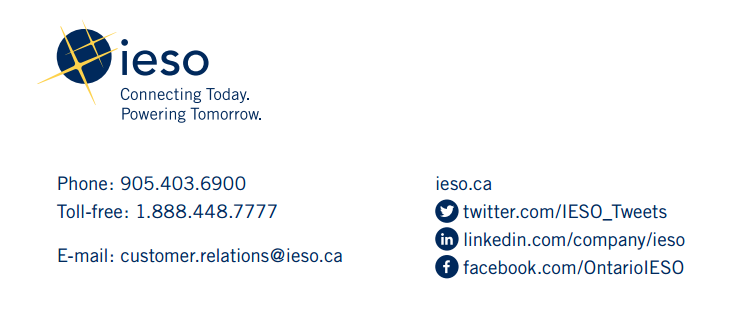 ieso
Connecting Today.
Powering Tomorrow.
Phone: 905.403.6900
Toll-free: 1.888.448.7777
E-mail: customer.relations@ieso.ca
ieso.ca
twitter.com/IESO_Tweets
in linkedin.com/company/ieso
f facebook.com/OntarioIESO